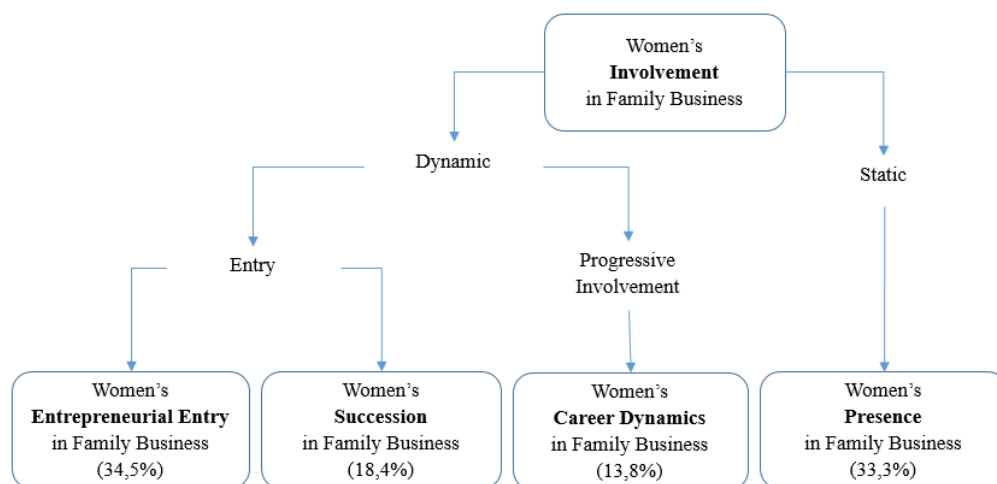 Women’s
Involvement
in Family Business
Dynamic
Static
Entry
Progressive
Involvement
Women’s
Entrepreneurial Entry
in Family Business
(34,5%)
Women’s
Succession
in Family Business
(18,4%)
Women’s
Career Dynamics
in Family Business
(13,8%)
Women’s
Presence
in Family Business
(33,3%)